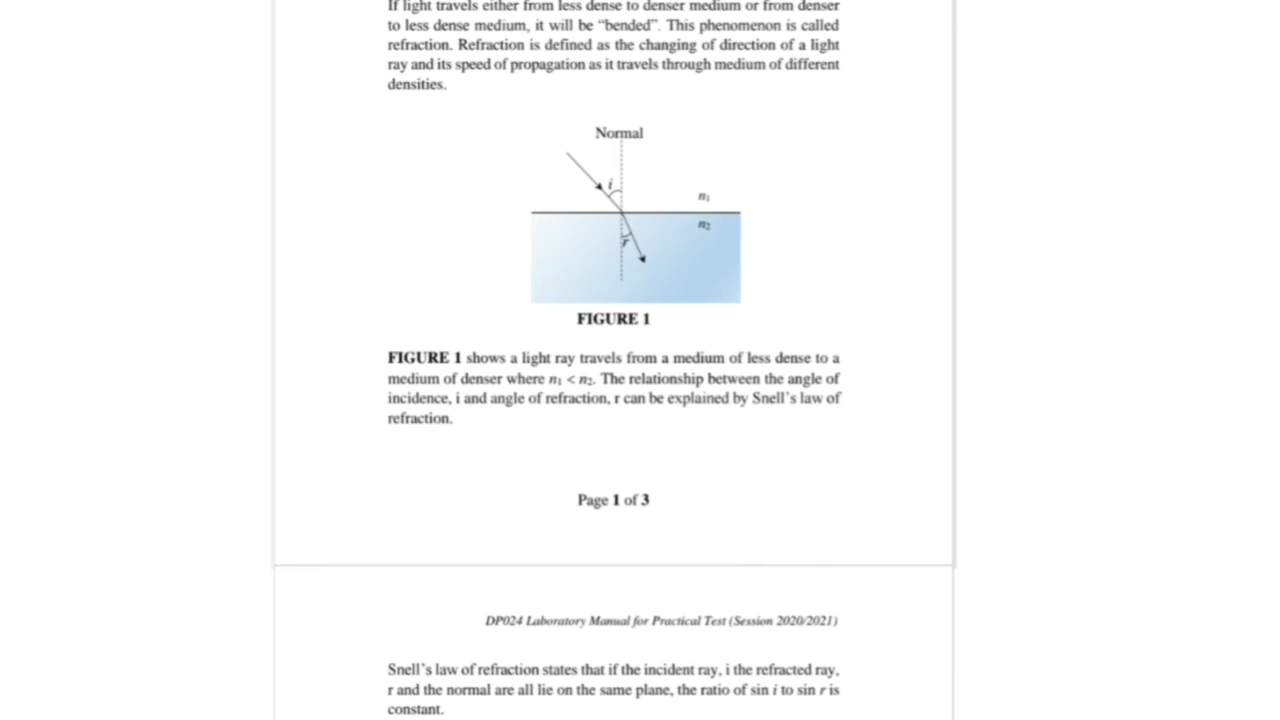 If light travels either from less dense to denser medium or from denser
to less dense medium, it will be “bended”. This phenomenon is called
refraction. Refraction is defined as the changing of direction of a light
ray and its speed of propagation as it travels through medium of different
densities.
Normal
i
n₁
n₂
r
FIGURE 1
FIGURE 1 shows a light ray travels from a medium of less dense to a
medium of denser where n₁ < n₂. The relationship between the angle of
incidence, i and angle of refraction, r can be explained by Snell’s law of
refraction.
Page 1 of 3
DP024 Laboratory Manual for Practical Test (Session 2020/2021)
Snell’s law of refraction states that if the incident ray, i the refracted ray,
r and the normal are all lie on the same plane, the ratio of sin i to sin r is
constant.